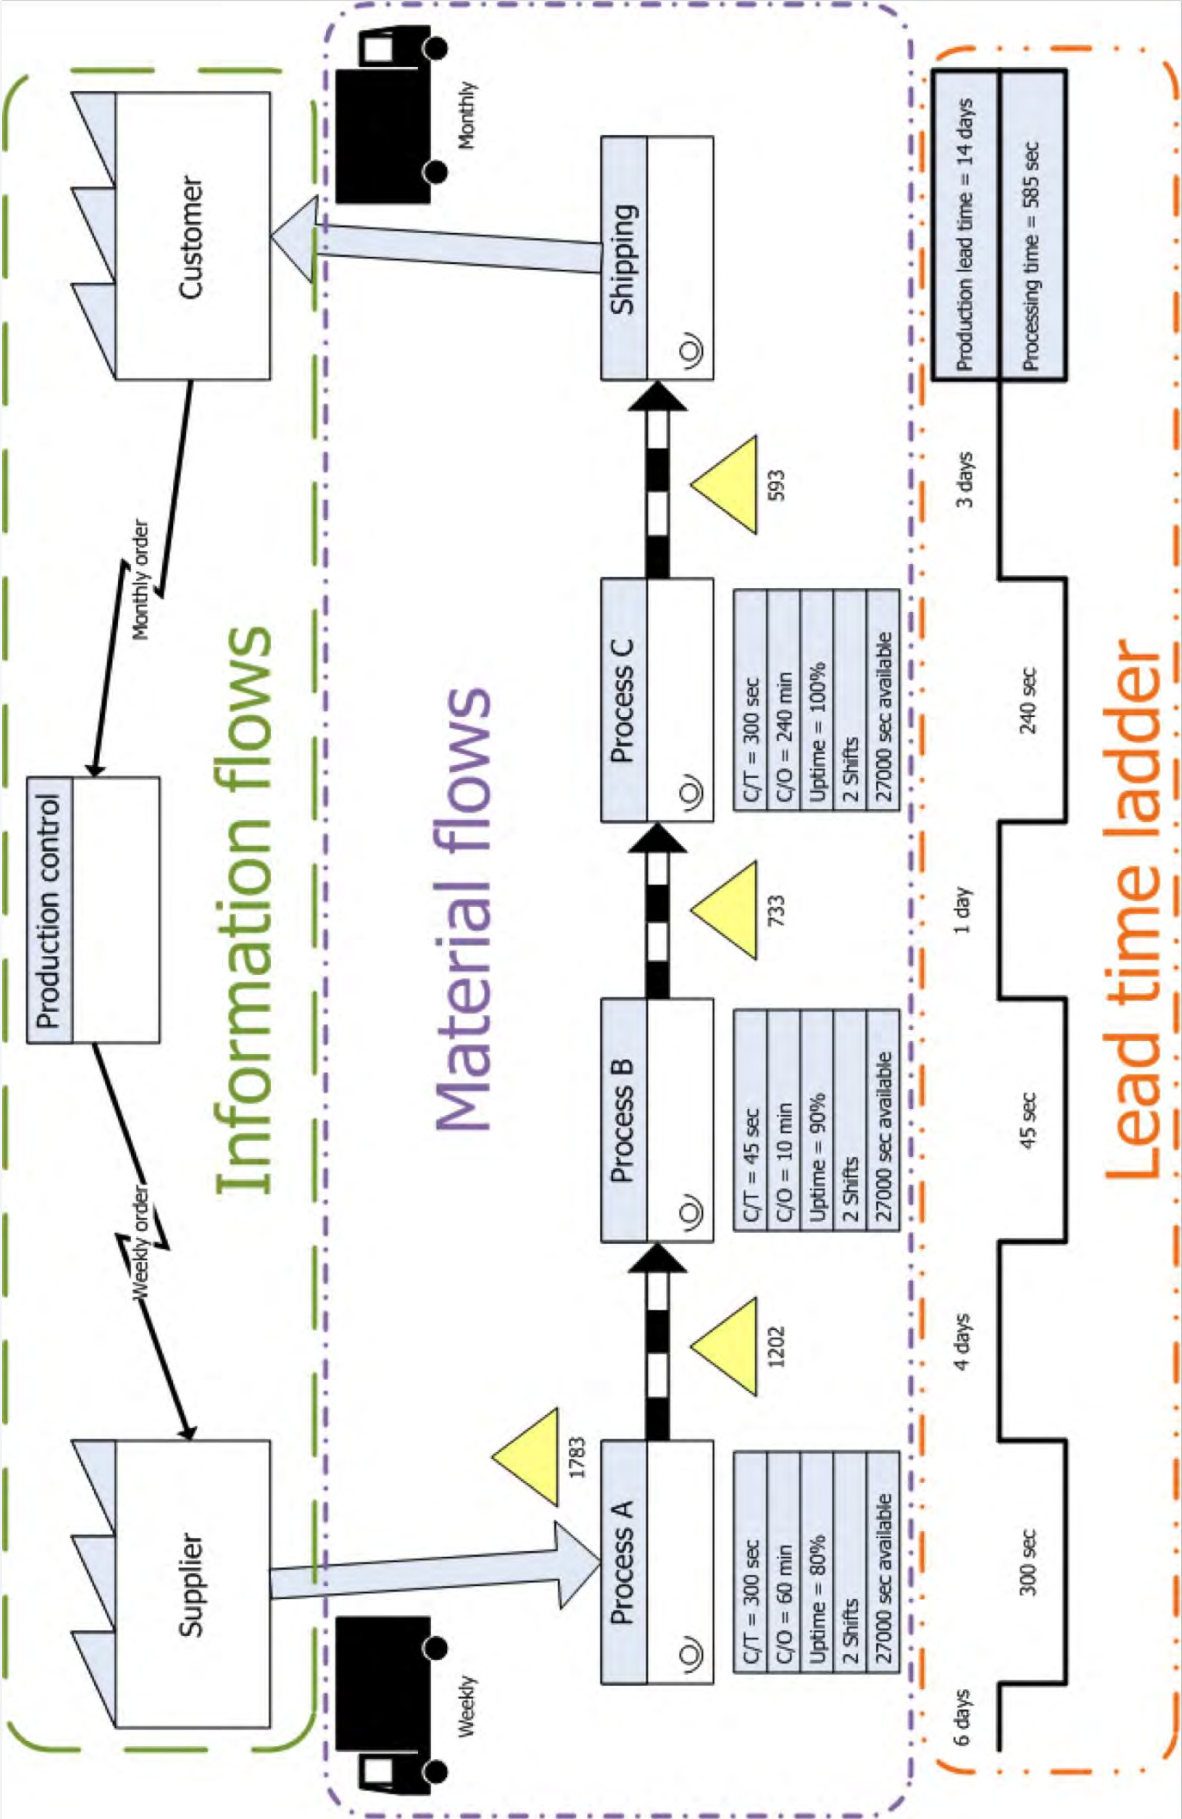 Production control
Monthly order
Weekly order
Supplier
Customer
Information flows
Weekly
Monthly
Material flows
1783
Process A
Process B
Process C
Shipping
1202
733
593
C/T = 300 sec
C/O = 60 min
Uptime = 80%
2 Shifts
27000 sec available
C/T = 45 sec
C/O = 10 min
Uptime = 90%
2 Shifts
27000 sec available
C/T = 300 sec
C/O = 240 min
Uptime = 100%
2 Shifts
27000 sec available
6 days
4 days
1 day
3 days
Production lead time = 14 days
300 sec
45 sec
240 sec
Processing time = 585 sec
Lead time ladder